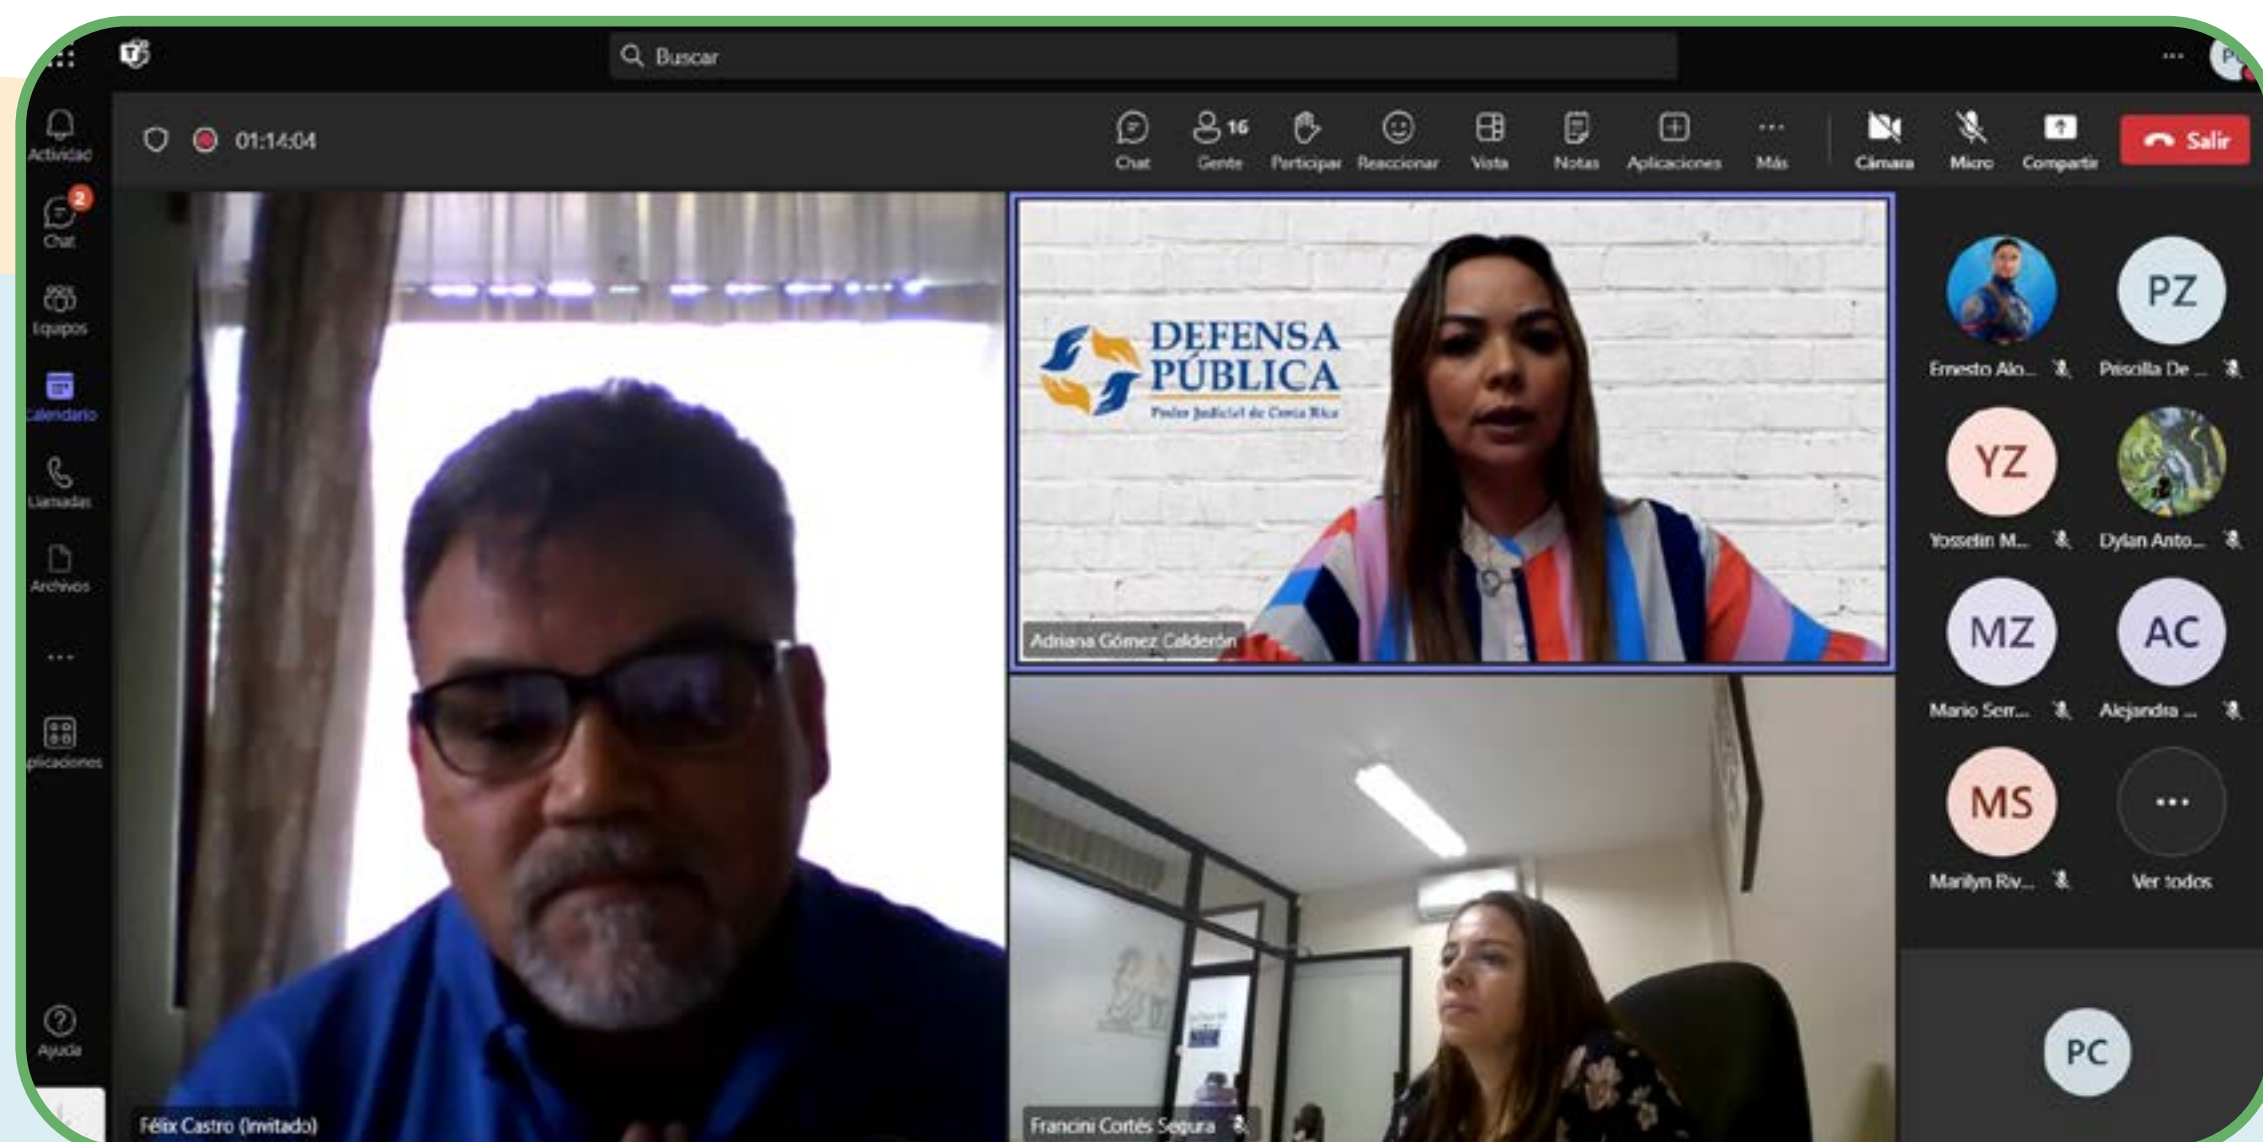 Buscar
01:14:04
16
Chat
Gente
Participar
Reaccionar
Vista
Notas
Aplicaciones
Más
Cámara
Micro
Compartir
Salir
Actividad
2
Chat
Equipos
Calendario
Llamadas
Archivos
plicaciones
Ayuda
DEFENSA
PÚBLICA
Poder Judicial de Costa Rica
Adriana Gómez Calderón
Félix Castro (Invitado)
Francini Cortés Segura
PZ
Ernesto Alo...
Priscilla De ...
YZ
Yosselin M...
Dylan Anto...
MZ
AC
Mario Serr...
Alejandra ...
MS
Marilyn Riv...
Ver todos
PC